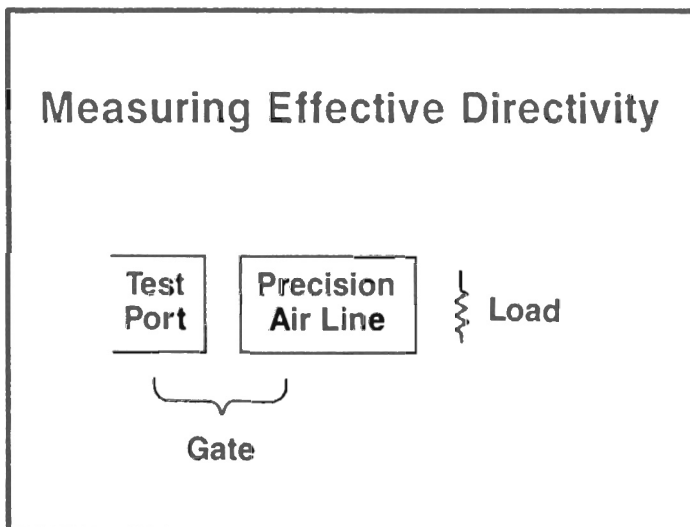 Measuring Effective Directivity
Test
Port
Precision
Air Line
Load
Gate